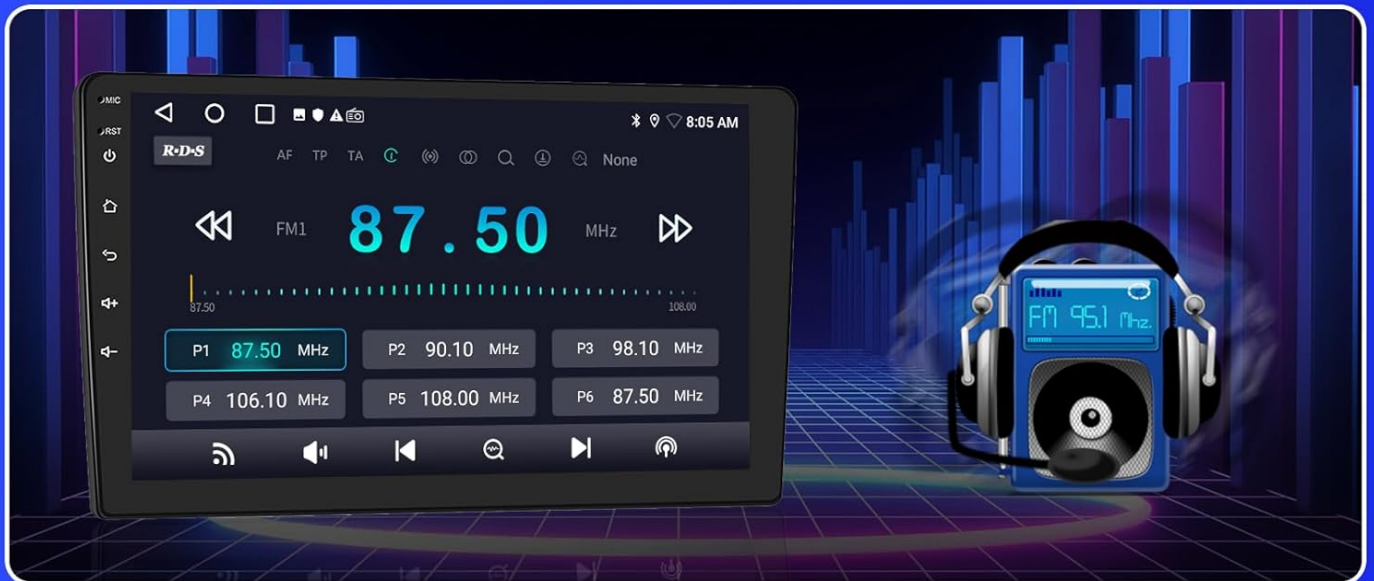 MIC
RST
8:05 AM
R·D·S
AF TP TA None
FM1 87.50 MHz
87.50 108.00
P1 87.50 MHz P2 90.10 MHz P3 98.10 MHz
P4 106.10 MHz P5 108.00 MHz P6 87.50 MHz
FM 95.1 Mhz.